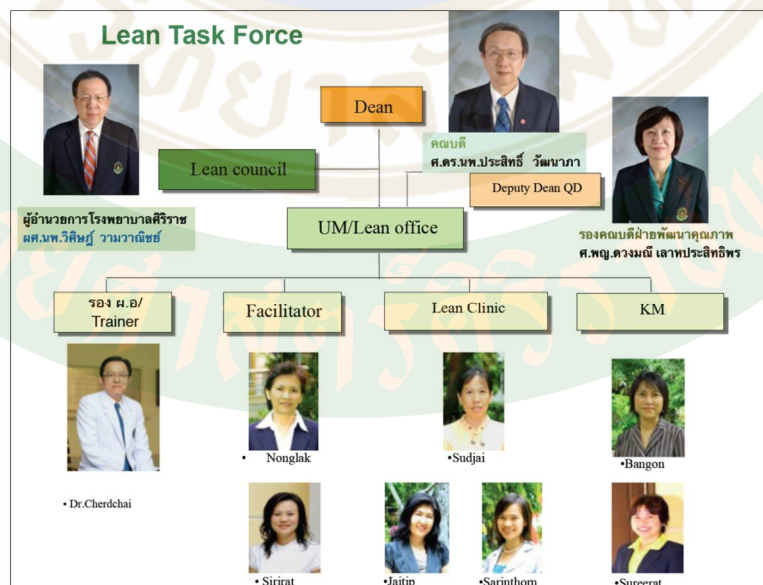 Lean Task Force
Dean
คณบดี
ศ.ดร.นพ.ประสิทธิ์ วัฒนาภา
Lean council
Deputy Dean QD
ผู้อำนวยการโรงพยาบาลศิริราช
ผศ.นพ.วิศิษฎ์ วามวาณิชย์
UM/Lean office
รองคณบดีฝ่ายพัฒนาคุณภาพ
ศ.พญ.ดวงมณี เลาหประสิทธิพร
รอง ผ.อ/
Trainer
Facilitator
Lean Clinic
KM
• Nonglak
•Sudjai
•Bangon
• Dr.Cherdchai
• Sirirat
•Jaitip
•Sarinthorn
•Sureerat